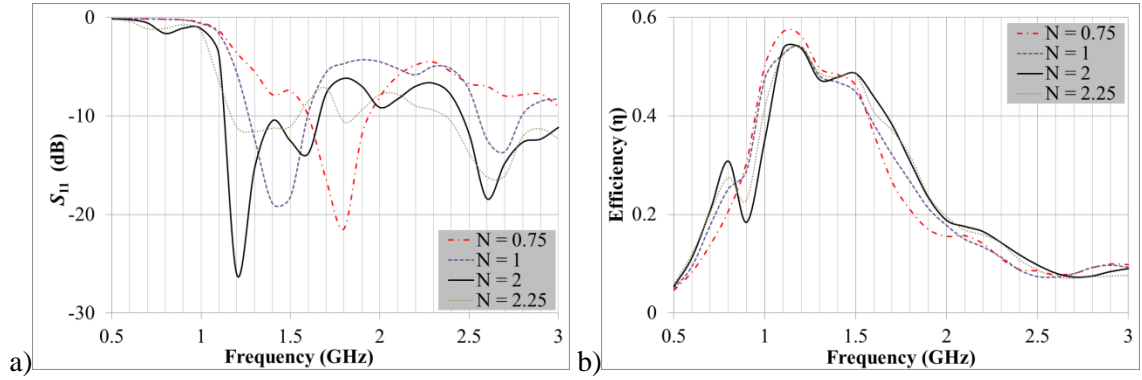 a)
S11 (dB)
0
-10
-20
-30
0.5 1 1.5 2 2.5 3
Frequency (GHz)
N = 0.75
N = 1
N = 2
N = 2.25
b)
Efficiency (η)
0.6
0.4
0.2
0
0.5 1 1.5 2 2.5 3
Frequency (GHz)
N = 0.75
N = 1
N = 2
N = 2.25